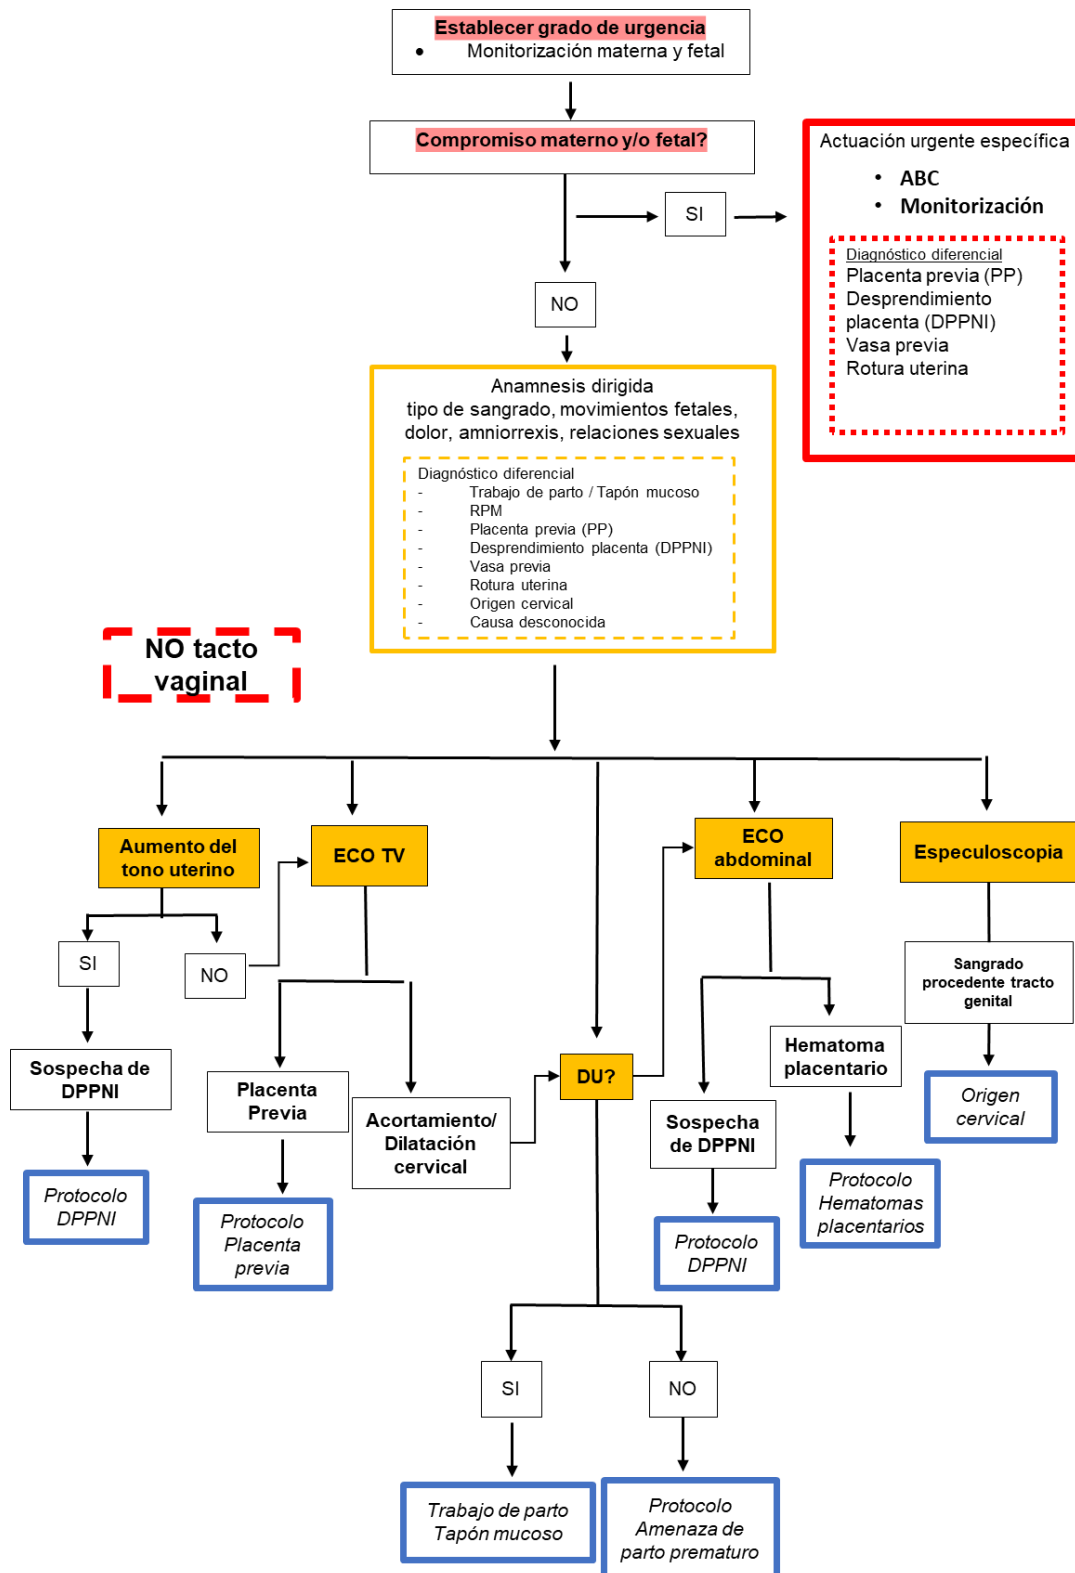 Establecer grado de urgencia
• Monitorización materna y fetal
Compromiso materno y/o fetal?
SI
Actuación urgente específica
• ABC
• Monitorización
Diagnóstico diferencial
Placenta previa (PP)
Desprendimiento
placenta (DPPNI)
Vasa previa
Rotura uterina
NO
Anamnesis dirigida
tipo de sangrado, movimientos fetales,
dolor, amniorrexis, relaciones sexuales
Diagnóstico diferencial
- Trabajo de parto / Tapón mucoso
- RPM
- Placenta previa (PP)
- Desprendimiento placenta (DPPNI)
- Vasa previa
- Rotura uterina
- Origen cervical
- Causa desconocida
NO tacto
vaginal
Aumento del
tono uterino
ECO TV
ECO
abdominal
Especuloscopia
SI
NO
Sangrado
procedente tracto
genital
Sospecha de
DPPNI
Placenta
Previa
Acortamiento/
Dilatación
cervical
DU?
Sospecha
de DPPNI
Hematoma
placentario
Origen
cervical
Protocolo
DPPNI
Protocolo
Placenta
previa
Protocolo
DPPNI
Protocolo
Hematomas
placentarios
SI
NO
Trabajo de parto
Tapón mucoso
Protocolo
Amenaza de
parto prematuro